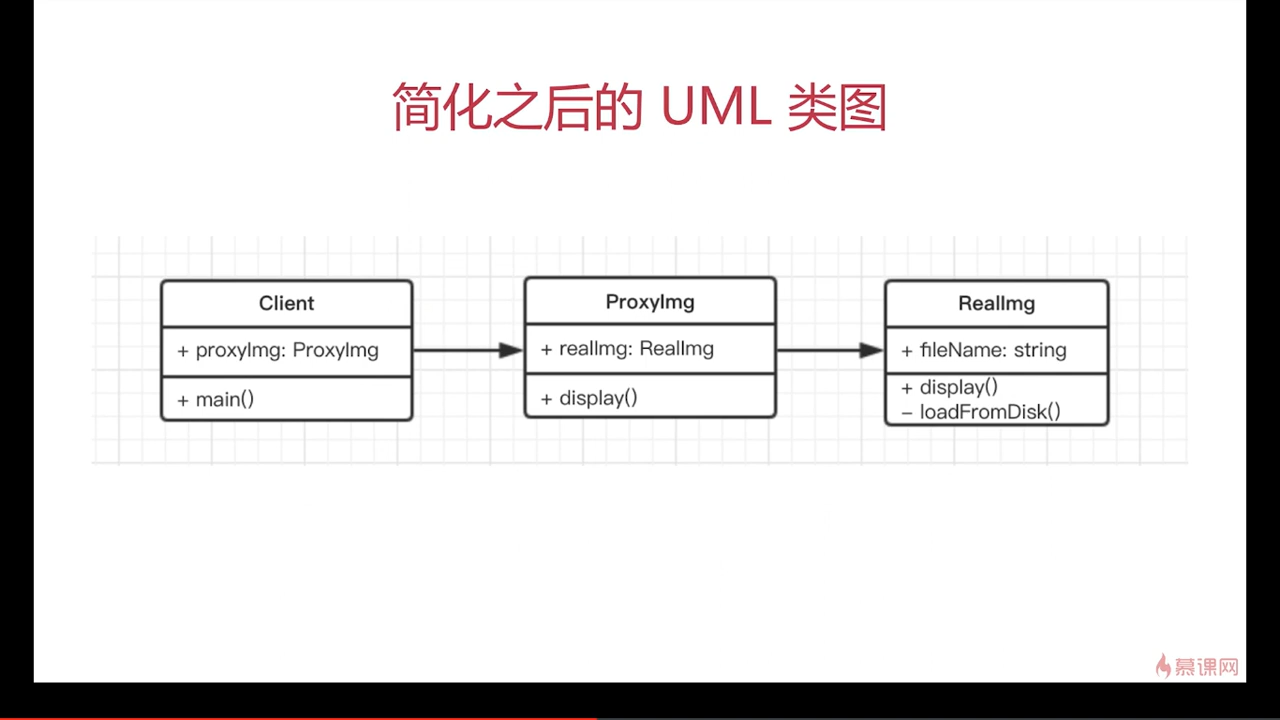 简化之后的 UML 类图
Client
+ proxyImg: ProxyImg
+ main()
ProxyImg
+ realImg: RealImg
+ display()
RealImg
+ fileName: string
+ display()
− loadFromDisk()
慕课网